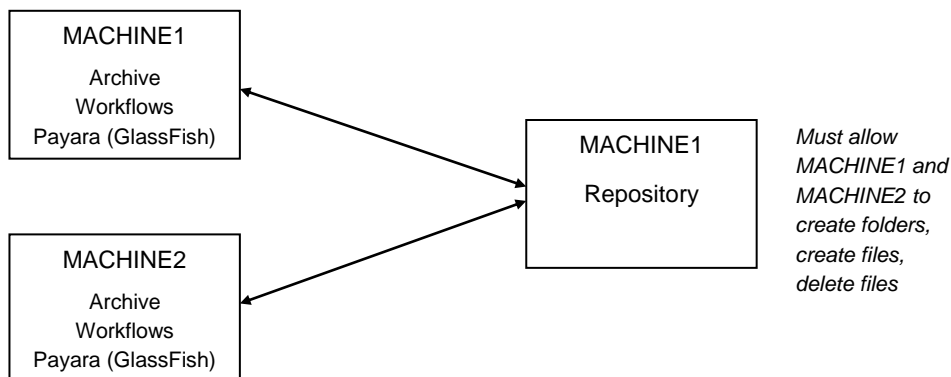 MACHINE1
Archive
Workflows
Payara (GlassFish)
MACHINE1
Repository
Must allow
MACHINE1 and
MACHINE2 to
create folders,
create files,
delete files
MACHINE2
Archive
Workflows
Payara (GlassFish)